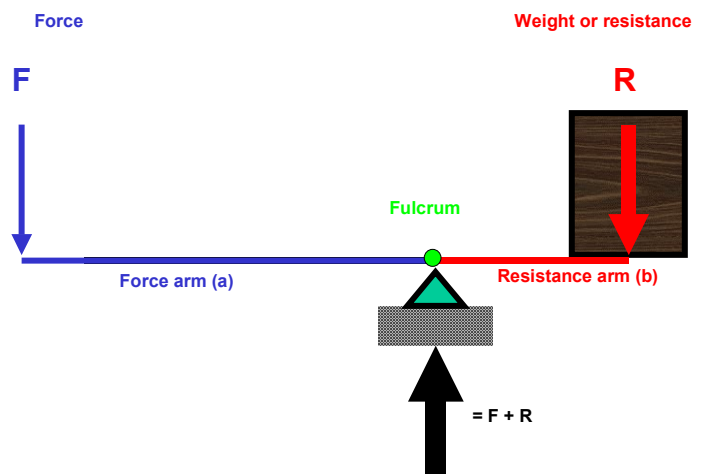 Force
Weight or resistance
F
R
Fulcrum
Force arm (a)
Resistance arm (b)
= F + R